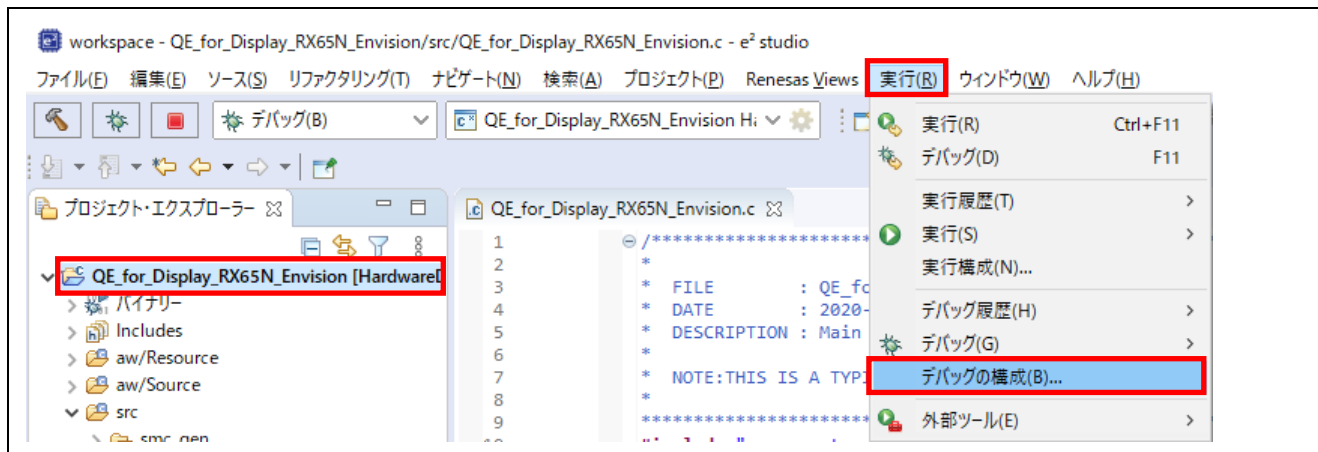 workspace - QE_for_Display_RX65N_Envision/src/QE_for_Display_RX65N_Envision.c - e² studio
ファイル(F) 編集(E) ソース(S) リファクタリング(T) ナビゲート(N) 検索(A) プロジェクト(P) Renesas Views 実行(R) ウィンドウ(W) ヘルプ(H)
デバッグ(B) QE_for_Display_RX65N_Envision
実行(R) Ctrl+F11
デバッグ(D) F11
実行履歴(T)
実行(S)
実行構成(N)...
デバッグ履歴(H)
デバッグ(G)
デバッグの構成(B)...
外部ツール(E)
プロジェクト・エクスプローラー
QE_for_Display_RX65N_Envision
バイナリー
Includes
aw/Resource
aw/Source
src
smc_gen
QE_for_Display_RX65N_Envision.c
1 /*********************
2 *
3 * FILE : QE_fo
4 * DATE : 2020-
5 * DESCRIPTION : Main
6 *
7 * NOTE:THIS IS A TYP
8 *
9 *********************